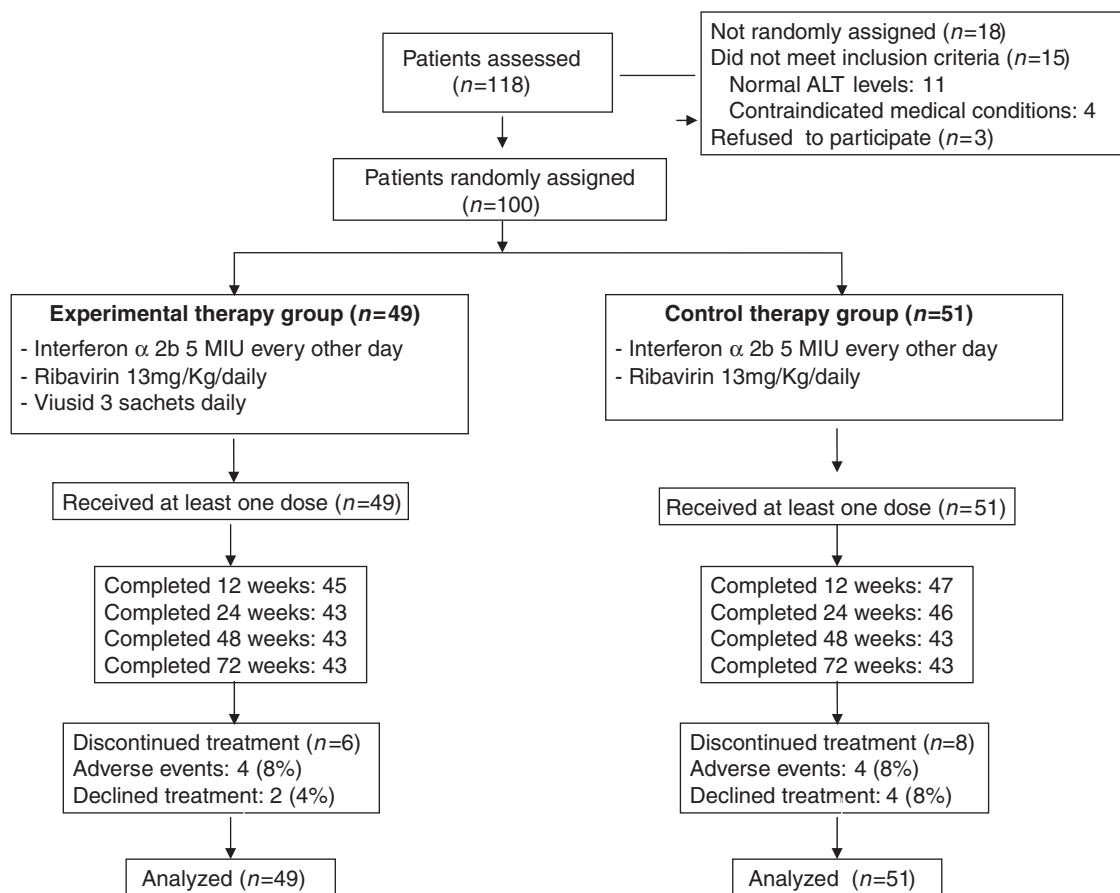 Patients assessed
(n=118)
Not randomly assigned (n=18)
Did not meet inclusion criteria (n=15)
Normal ALT levels: 11
Contraindicated medical conditions: 4
Refused to participate (n=3)
Patients randomly assigned
(n=100)
Experimental therapy group (n=49)
- Interferon α 2b 5 MIU every other day
- Ribavirin 13mg/Kg/daily
- Viusid 3 sachets daily
Control therapy group (n=51)
- Interferon α 2b 5 MIU every other day
- Ribavirin 13mg/Kg/daily
Received at least one dose (n=49)
Received at least one dose (n=51)
Completed 12 weeks: 45
Completed 24 weeks: 43
Completed 48 weeks: 43
Completed 72 weeks: 43
Completed 12 weeks: 47
Completed 24 weeks: 46
Completed 48 weeks: 43
Completed 72 weeks: 43
Discontinued treatment (n=6)
Adverse events: 4 (8%)
Declined treatment: 2 (4%)
Discontinued treatment (n=8)
Adverse events: 4 (8%)
Declined treatment: 4 (8%)
Analyzed (n=49)
Analyzed (n=51)